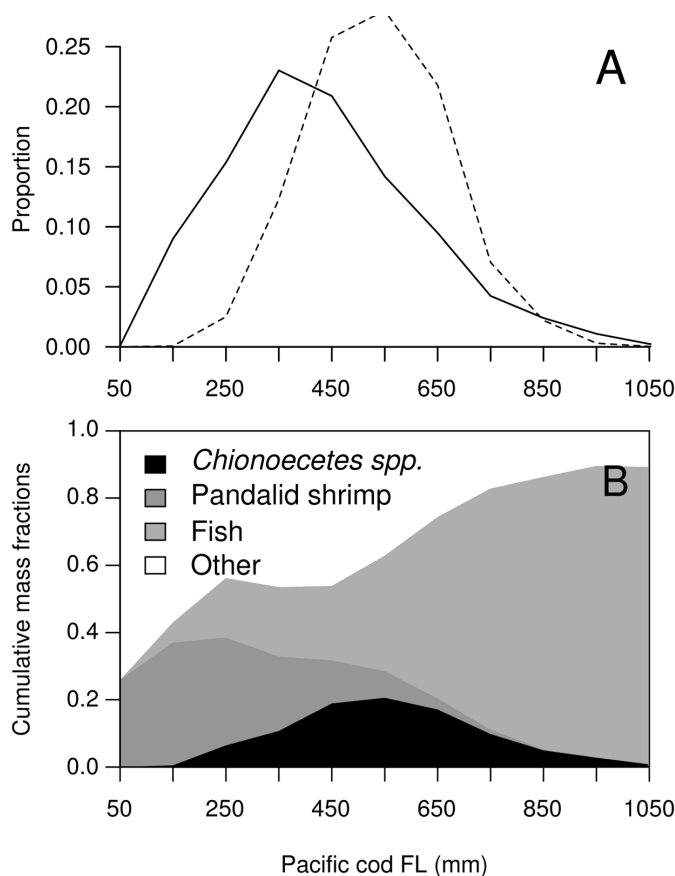 A
Proportion
0.25
0.20
0.15
0.10
0.05
0.00
50 250 450 650 850 1050
B
Cumulative mass fractions
1.0
0.8
0.6
0.4
0.2
0.0
Chionoecetes spp.
Pandalid shrimp
Fish
Other
50 250 450 650 850 1050
Pacific cod FL (mm)